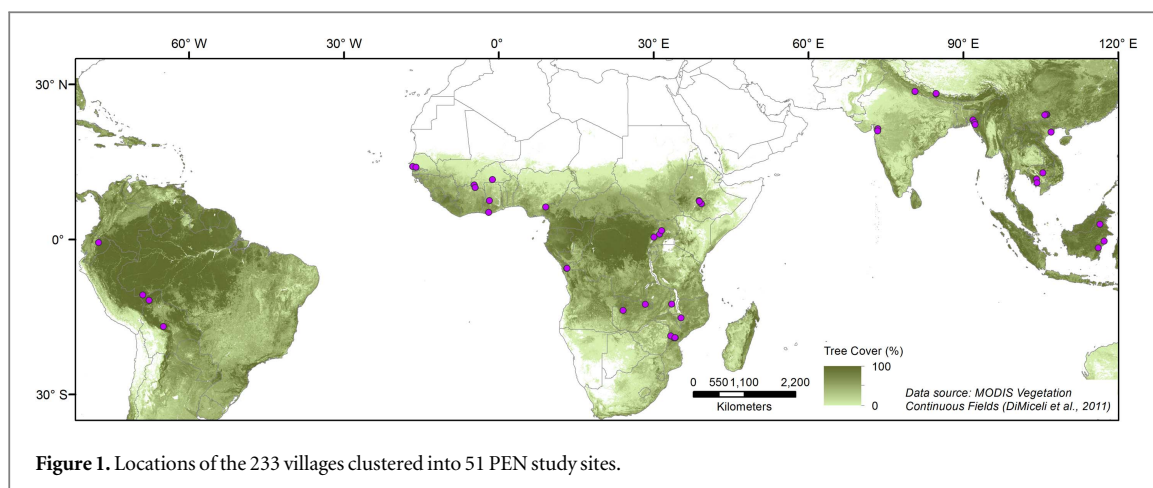 60° W 0° 30° E 60° E 90° E 120° E
30° N
0°
30° S
Tree Cover (%)
100
0
0 550 1,100 2,200
Kilometers
Data source: MODIS Vegetation
Continuous Fields (DiMiceli et al., 2011)
Figure 1. Locations of the 233 villages clustered into 51 PEN study sites.